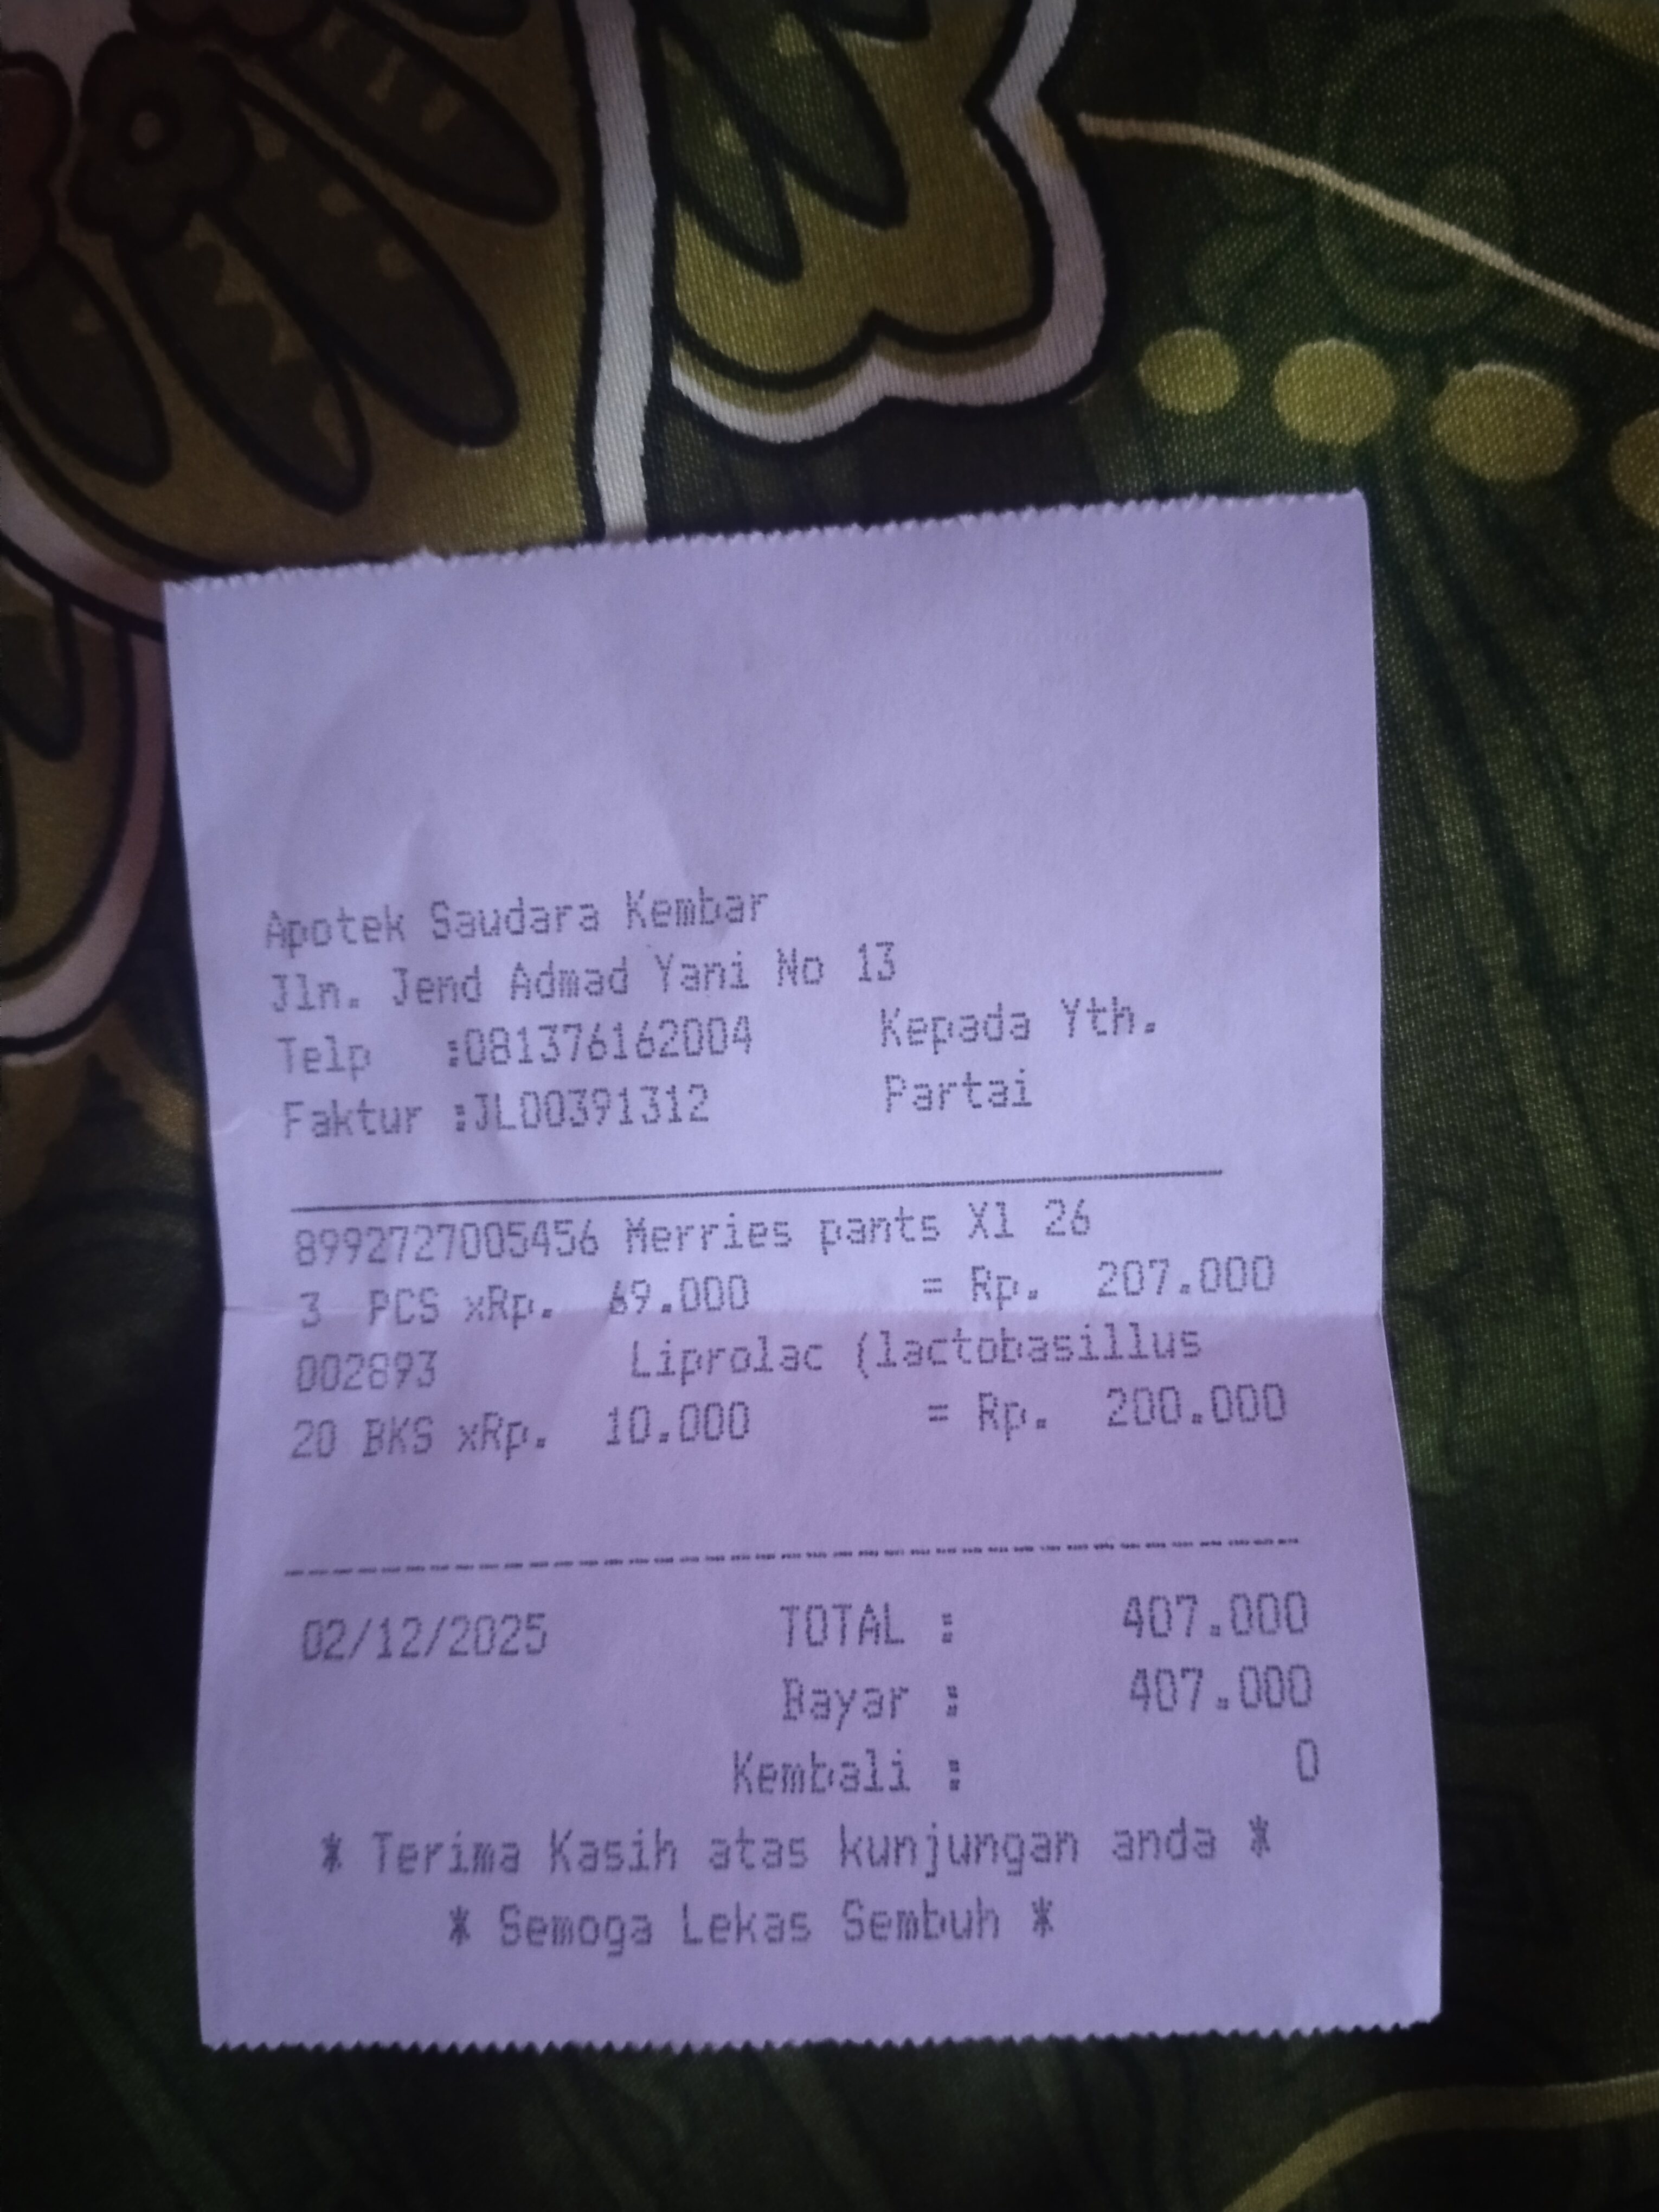 Apotek Saudara Kembar
Jln. Jend Admad Yani No 13
Telp :081376162004 Kepada Yth.
Faktur :JL00391312 Partai
8992727005456 Merries pants Xl 26
3 PCS xRp. 69.000 = Rp. 207.000
002893 Liprolac (lactobasillus
20 BKS xRp. 10.000 = Rp. 200.000
02/12/2025 TOTAL : 407.000
Bayar : 407.000
Kembali : 0
* Terima Kasih atas kunjungan anda *
* Semoga Lekas Sembuh *